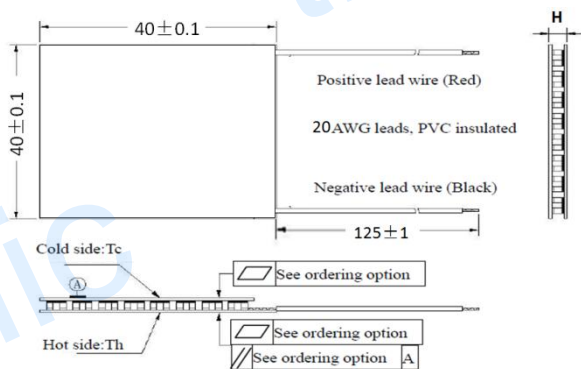 40±0.1
H
40±0.1
Positive lead wire (Red)
20AWG leads, PVC insulated
Negative lead wire (Black)
125±1
Cold side:Tc
A
See ordering option
Hot side:Th
See ordering option
See ordering option A